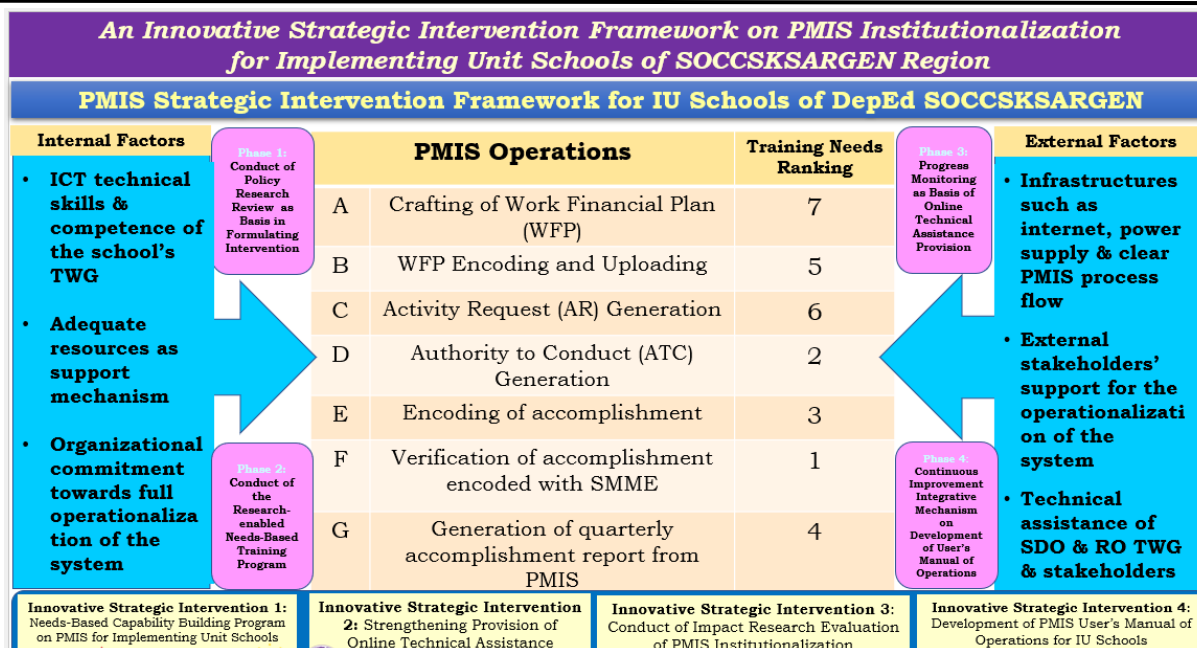 An Innovative Strategic Intervention Framework on PMIS Institutionalization
for Implementing Unit Schools of SOCCSKSARGEN Region
PMIS Strategic Intervention Framework for IU Schools of DepEd SOCCSKSARGEN
Internal Factors
• ICT technical
skills &
competence of
the school's
TWG
• Adequate
resources as
support
mechanism
• Organizational
commitment
towards full
operationaliza
tion of the
system
Phase 1:
Conduct of
Policy
Research
Review as
Basis in
Formulating
Intervention
Phase 2:
Conduct of
the
Research-
enabled
Needs-Based
Training
Program
PMIS Operations
Training Needs
Ranking
A Crafting of Work Financial Plan
(WFP) 7
B WFP Encoding and Uploading 5
C Activity Request (AR) Generation 6
D Authority to Conduct (ATC)
Generation 2
E Encoding of accomplishment 3
F Verification of accomplishment
encoded with SMME 1
G Generation of quarterly
accomplishment report from
PMIS 4
Phase 3:
Progress
Monitoring
as Basis of
Online
Technical
Assistance
Provision
Phase 4:
Continuous
Improvement
Integrative
Mechanism
on
Development
of User's
Manual of
Operations
External Factors
• Infrastructures
such as
internet, power
supply & clear
PMIS process
flow
• External
stakeholders'
support for the
operationalizati
on of the
system
• Technical
assistance of
SDO & RO TWG
& stakeholders
Innovative Strategic Intervention 1:
Needs-Based Capability Building Program
on PMIS for Implementing Unit Schools
Innovative Strategic Intervention
2: Strengthening Provision of
Online Technical Assistance
Innovative Strategic Intervention 3:
Conduct of Impact Research Evaluation
of PMIS Institutionalization
Innovative Strategic Intervention 4:
Development of PMIS User's Manual of
Operations for IU Schools